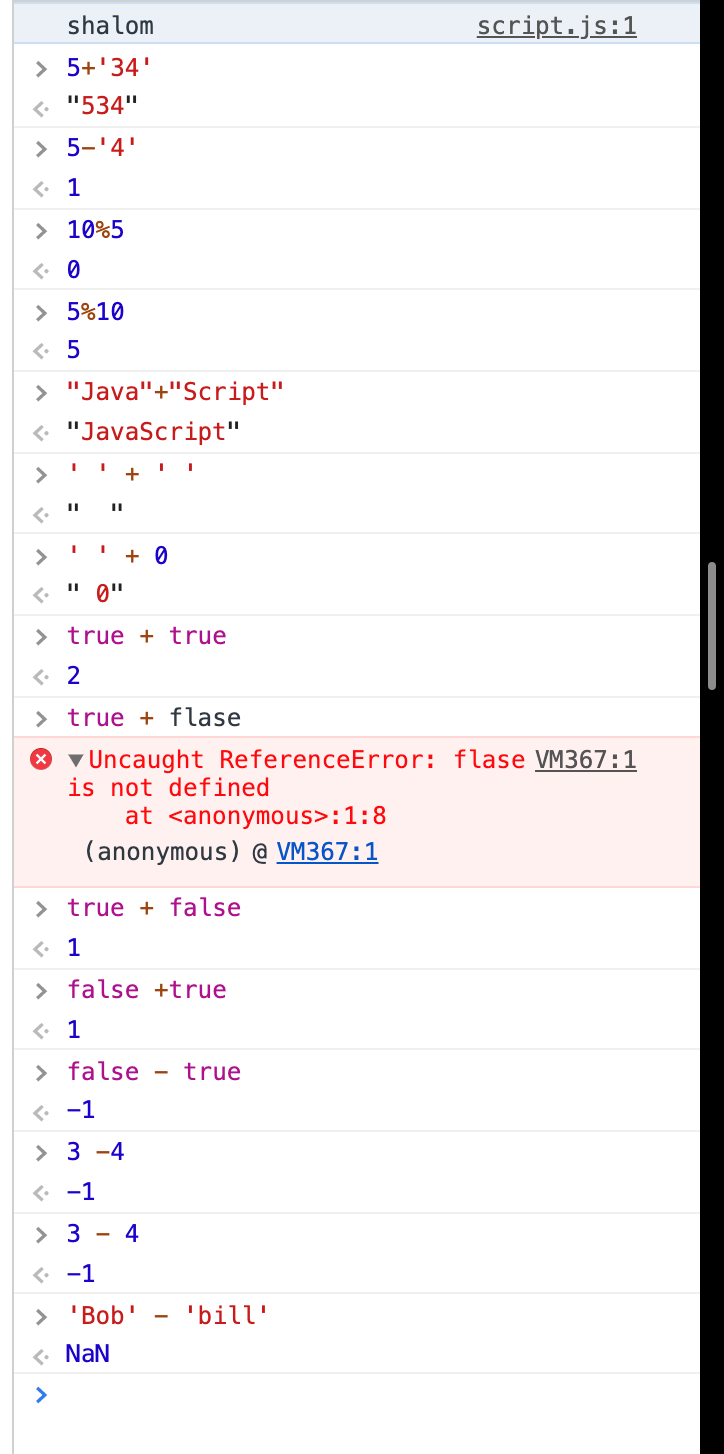 shalom script.js:1
5+'34'
"534"
5-'4'
1
10%5
0
5%10
5
"Java"+"Script"
"JavaScript"
' ' + ' '
"  "
' ' + 0
" 0"
true + true
2
true + flase
Uncaught ReferenceError: flase VM367:1
is not defined
at <anonymous>:1:8
(anonymous) @ VM367:1
true + false
1
false +true
1
false - true
-1
3 -4
-1
3 - 4
-1
'Bob' - 'bill'
NaN